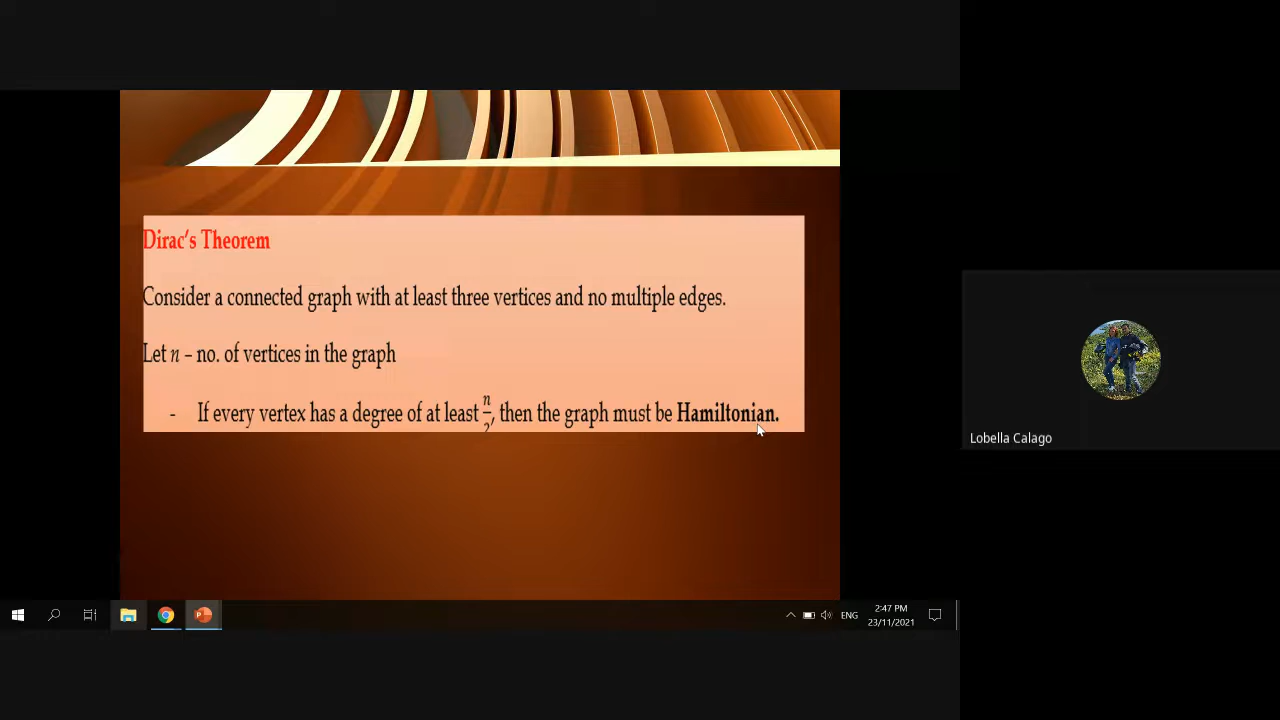 Dirac's Theorem
Consider a connected graph with at least three vertices and no multiple edges.
Let n – no. of vertices in the graph
- If every vertex has a degree of at least n/2, then the graph must be Hamiltonian.
Lobella Calago
ENG
2:47 PM
23/11/2021